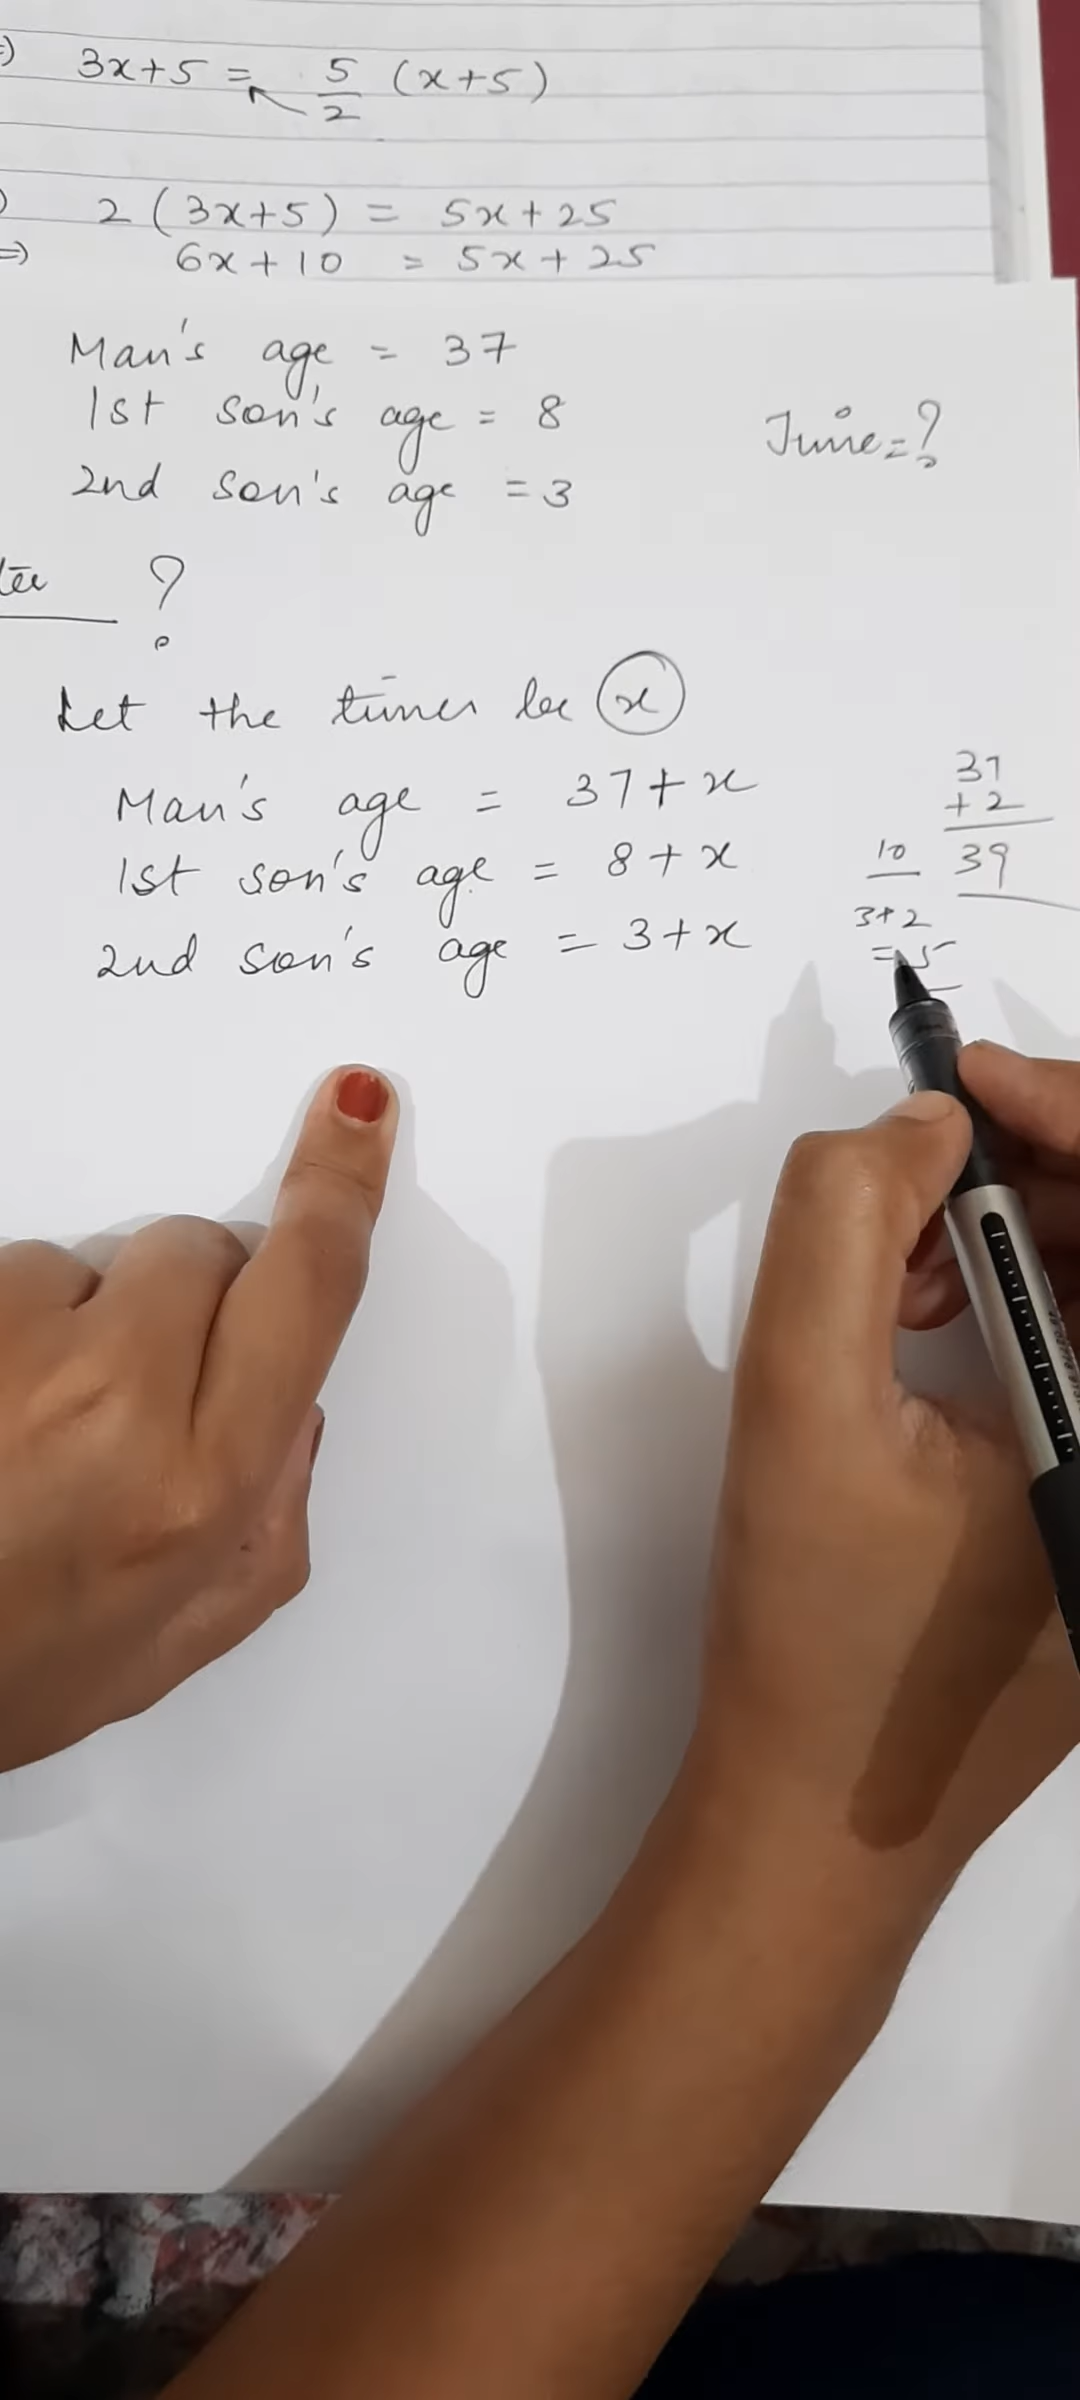 =) 3x+5 = 5/2 (x+5)
2 (3x+5) = 5x+25
=) 6x+10 = 5x+25
Man's age = 37
1st son's age = 8
2nd son's age = 3
Time=?
?
Let the times be x
Man's age = 37+x
1st son's age = 8+x
2nd son's age = 3+x
37
+2
39
10
3+2
=5